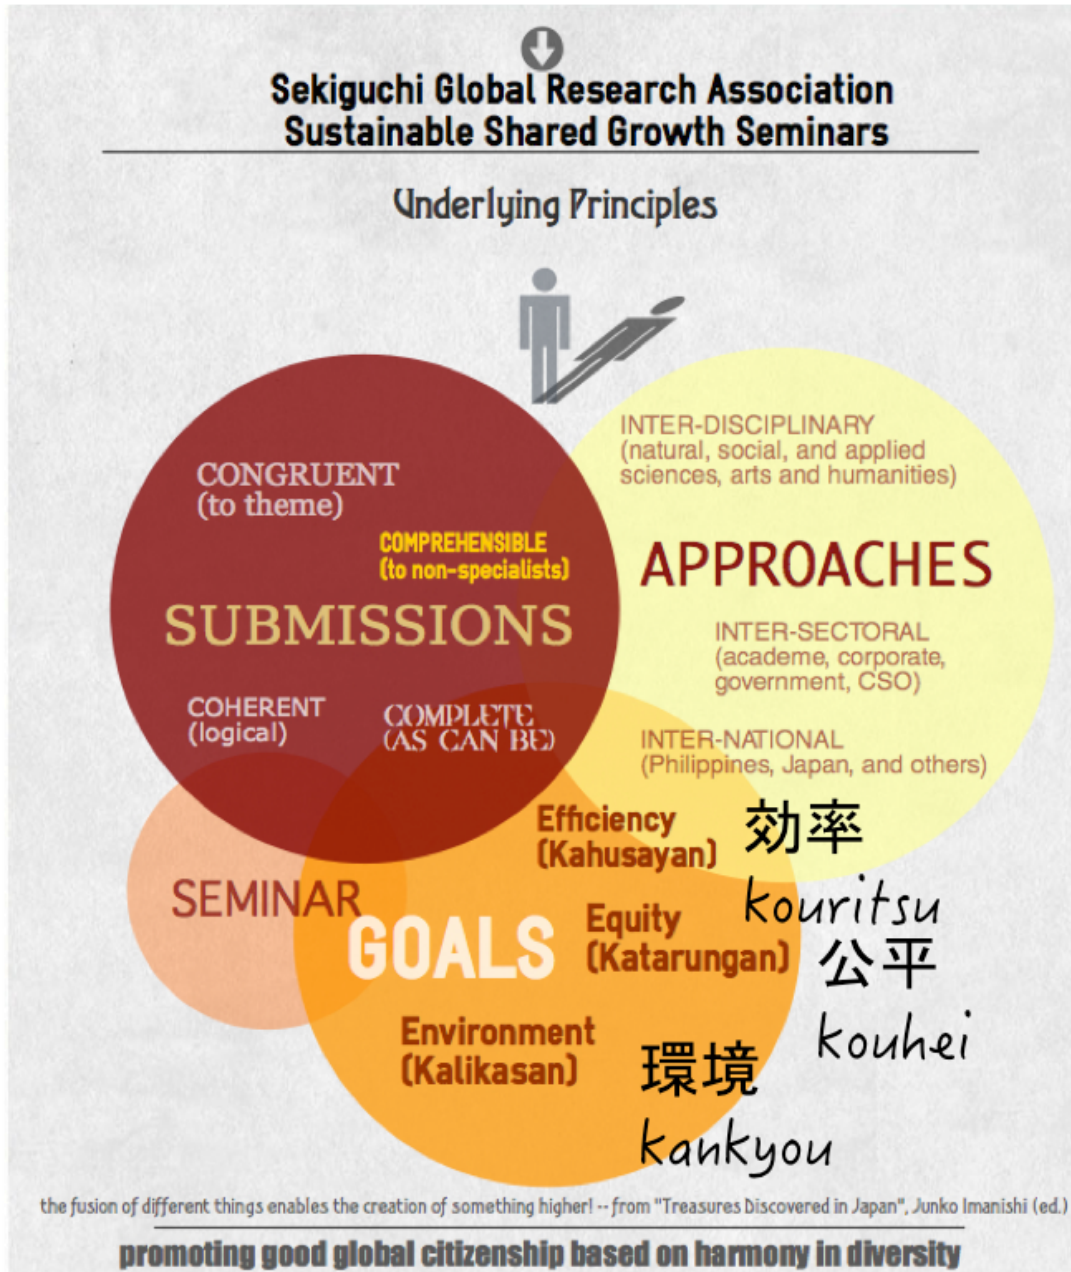 Sekiguchi Global Research Association
Sustainable Shared Growth Seminars
Underlying Principles
CONGRUENT
(to theme)
COMPREHENSIBLE
(to non-specialists)
SUBMISSIONS
COHERENT
(logical)
COMPLETE
(AS CAN BE)
INTER-DISCIPLINARY
(natural, social, and applied
sciences, arts and humanities)
APPROACHES
INTER-SECTORAL
(academe, corporate,
government, CSO)
INTER-NATIONAL
(Philippines, Japan, and others)
SEMINAR
GOALS
Efficiency
(Kahusayan)
効率
kouritsu
Equity
(Katarungan)
公平
kouhei
Environment
(Kalikasan)
環境
kankyou
the fusion of different things enables the creation of something higher! -- from "Treasures Discovered in Japan", Junko Imanishi (ed.)
promoting good global citizenship based on harmony in diversity